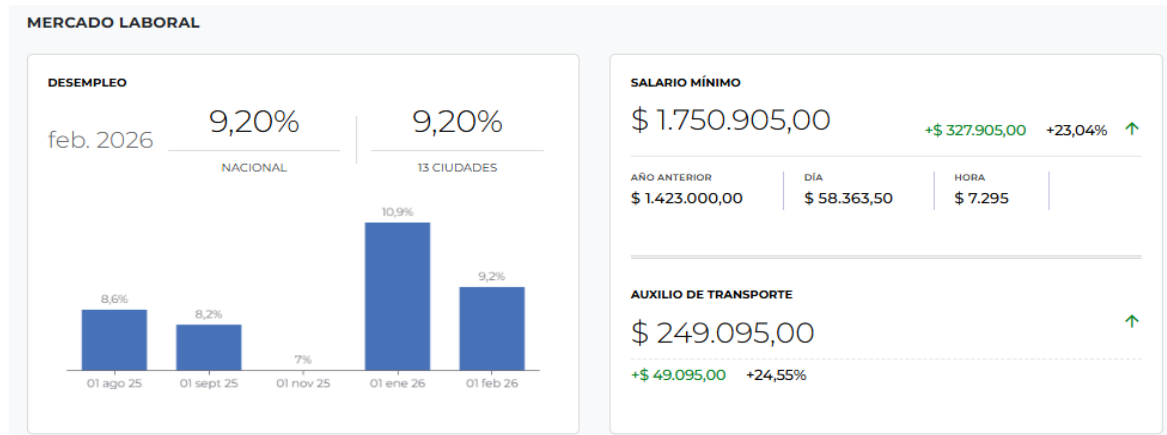 MERCADO LABORAL
DESEMPLEO
feb. 2026
9,20%
NACIONAL
9,20%
13 CIUDADES
10,9%
9,2%
8,6%
8,2%
7%
01 ago 25
01 sept 25
01 nov 25
01 ene 26
01 feb 26
SALARIO MÍNIMO
$ 1.750.905,00
+$ 327.905,00 +23,04% ↑
AÑO ANTERIOR
$ 1.423.000,00
DÍA
$ 58.363,50
HORA
$ 7.295
AUXILIO DE TRANSPORTE
↑
$ 249.095,00
+$ 49.095,00 +24,55%